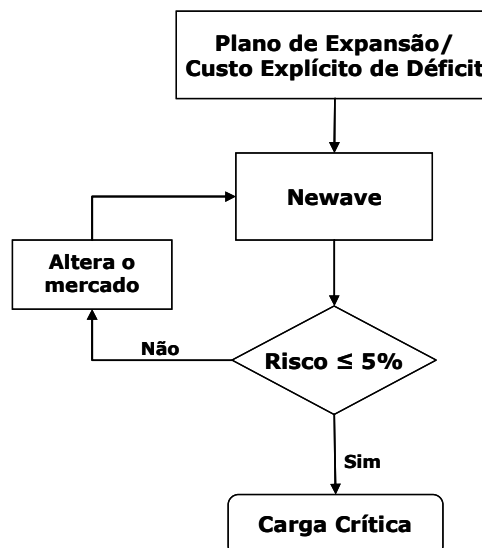 Plano de Expansão/
Custo Explícito de Déficit
Newave
Altera o
mercado
Não
Risco ≤ 5%
Sim
Carga Crítica